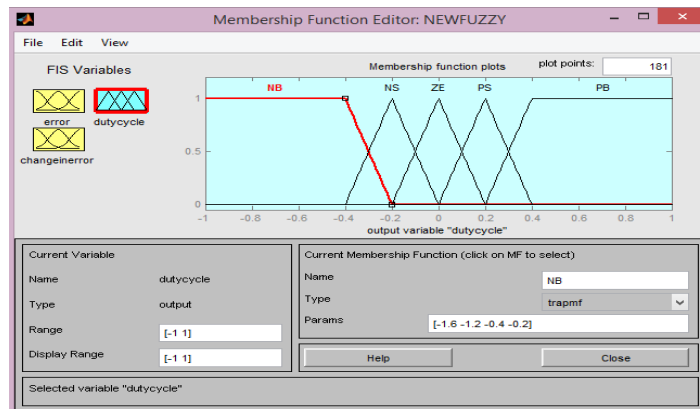 Membership Function Editor: NEWFUZZY
File Edit View
FIS Variables
error
dutycycle
changeinerror
Membership function plots
plot points:
181
NB NS ZE PS PB
1
0.5
0
-1 -0.8 -0.6 -0.4 -0.2 0 0.2 0.4 0.6 0.8 1
output variable "dutycycle"
Current Variable
Name dutycycle
Type output
Range [-1 1]
Display Range [-1 1]
Current Membership Function (click on MF to select)
Name NB
Type trapmf
Params [-1.6 -1.2 -0.4 -0.2]
Help Close
Selected variable "dutycycle"